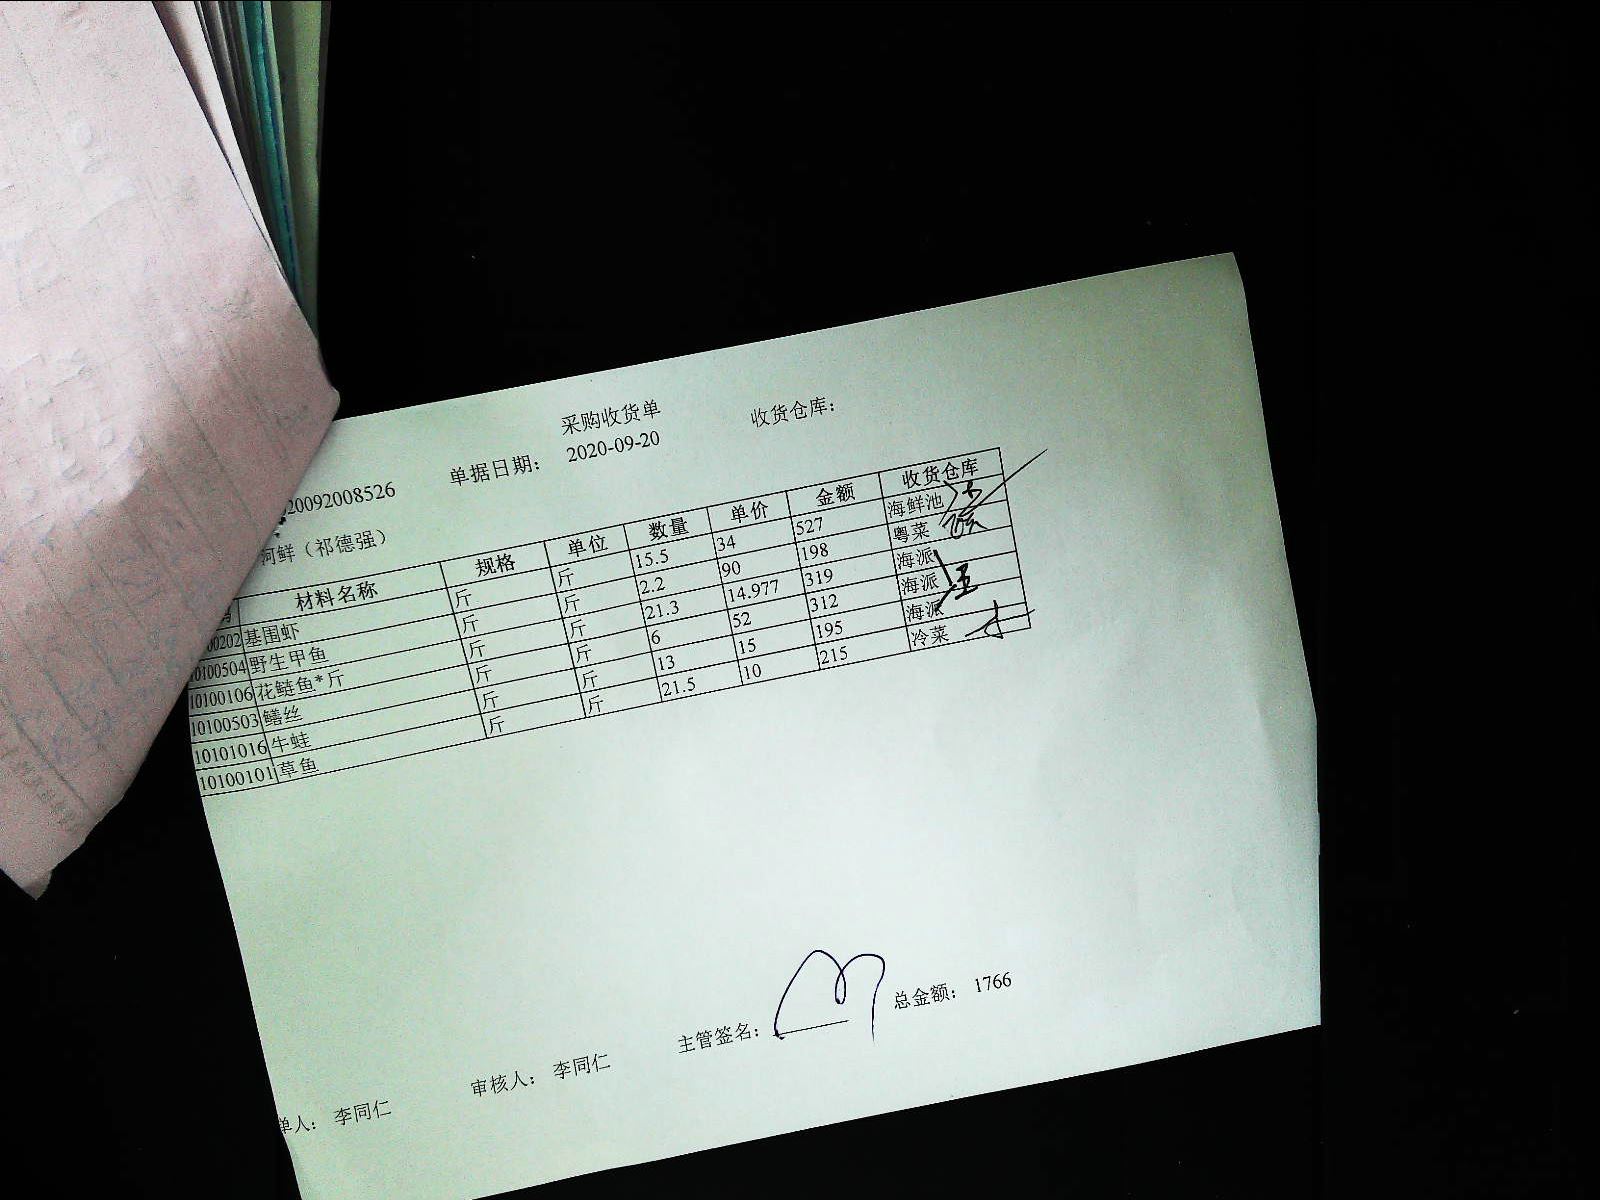 采购收货单
20092008526 单据日期： 2020-09-20 收货仓库：
河鲜（祁德强）
材料名称 规格 单位 数量 单价 金额 收货仓库
00202 基围虾 斤 斤 15.5 34 527 海鲜池
10100504 野生甲鱼 斤 斤 2.2 90 198 粤菜
10100106 花鲢鱼*斤 斤 斤 21.3 14.977 319 海派
10100503 鳝丝 斤 斤 6 52 312 海派
10101016 牛蛙 斤 斤 13 15 195 海派
10100101 草鱼 斤 斤 21.5 10 215 冷菜
单人： 李同仁 审核人： 李同仁 主管签名： 总金额： 1766